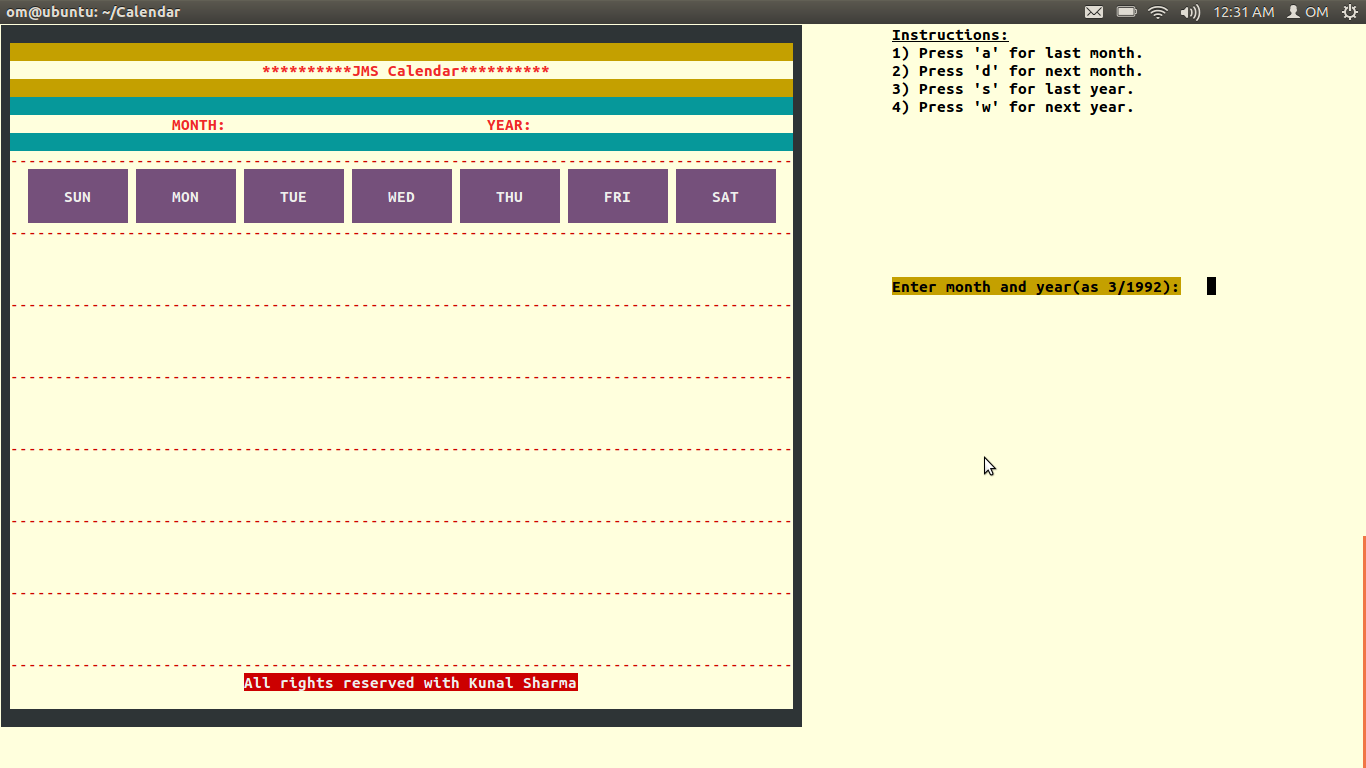 om@ubuntu: ~/Calendar
12:31 AM OM
**********JMS Calendar**********
MONTH: YEAR:
SUN MON TUE WED THU FRI SAT
All rights reserved with Kunal Sharma
Instructions:
1) Press 'a' for last month.
2) Press 'd' for next month.
3) Press 's' for last year.
4) Press 'w' for next year.
Enter month and year(as 3/1992):